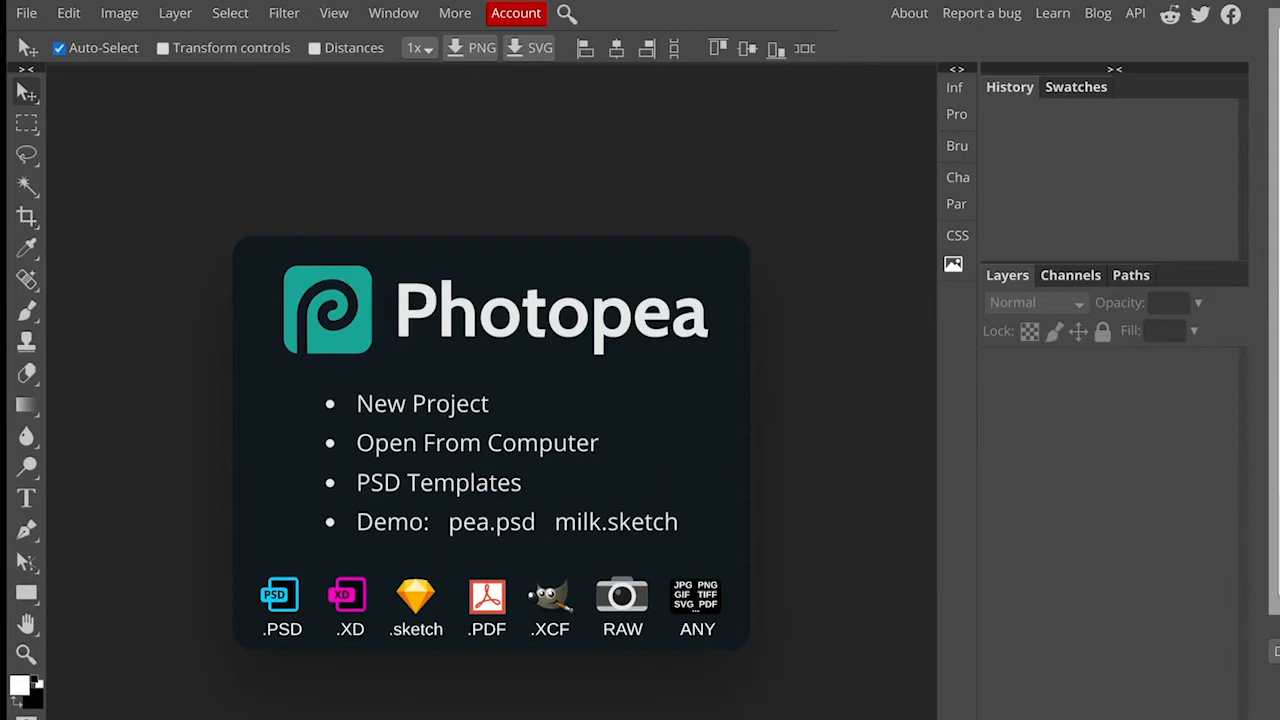 File Edit Image Layer Select Filter View Window More Account About Report a bug Learn Blog API
Auto-Select Transform controls Distances 1x PNG SVG
> < < > > <
Inf
Pro
Bru
Cha
Par
CSS
History Swatches
Layers Channels Paths
Normal Opacity:
Lock: Fill:
Photopea
• New Project
• Open From Computer
• PSD Templates
• Demo: pea.psd milk.sketch
PSD XD JPG PNG
GIF TIFF
SVG ... PDF
.PSD .XD .sketch .PDF .XCF RAW ANY